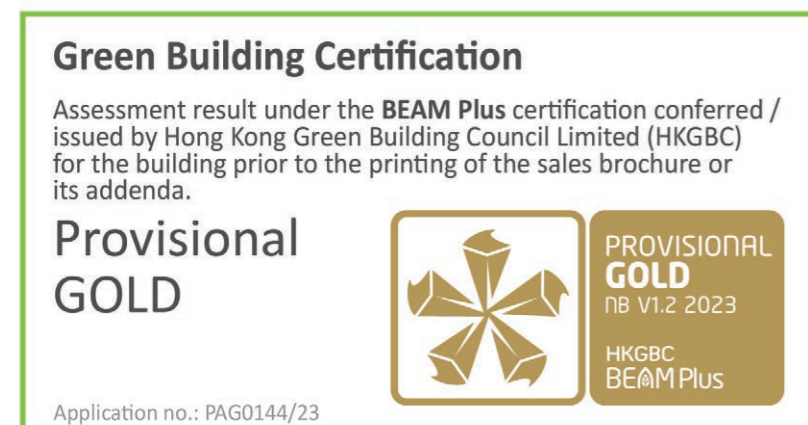 Green Building Certification
Assessment result under the BEAM Plus certification conferred /
issued by Hong Kong Green Building Council Limited (HKGBC)
for the building prior to the printing of the sales brochure or
its addenda.
Provisional
GOLD
PROVISIONAL
GOLD
NB V1.2 2023
HKGBC
BEAM Plus
Application no.: PAG0144/23